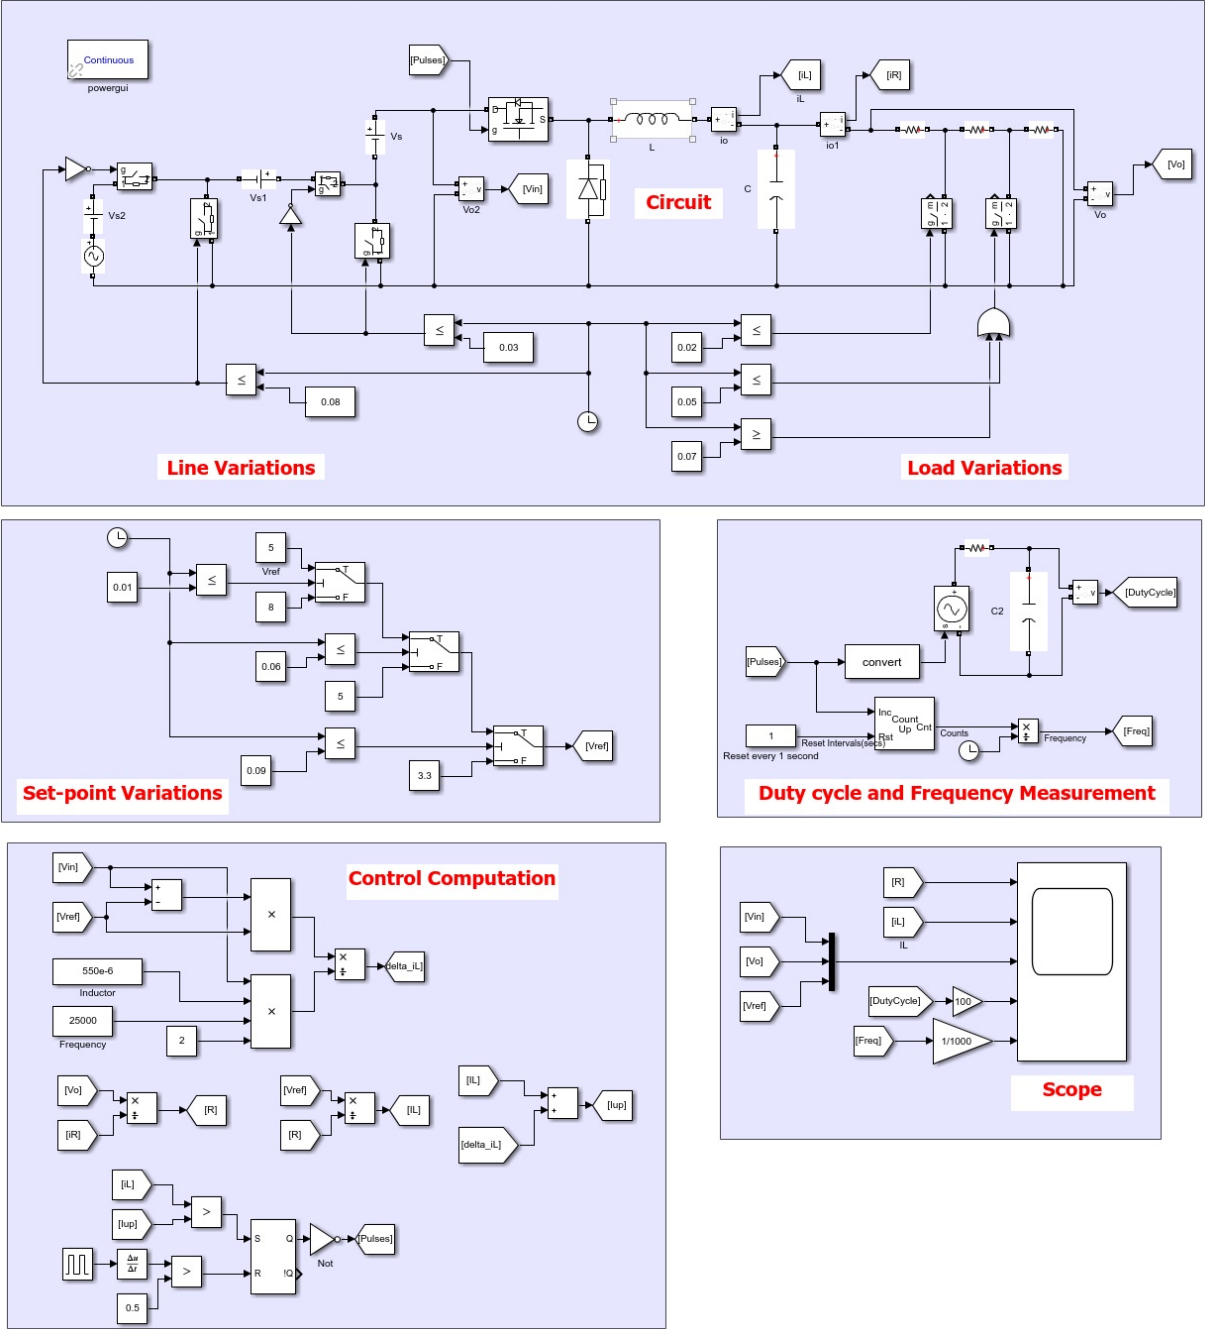 Continuous
powergui
[Pulses]
[iL]
iL
[iR]
D
g
S
L
io
io1
Vs
Vs2
Vs1
Vo2
[Vin]
Circuit
C
Vo
[Vo]
≤
0.03
≤
0.08
0.02
≤
0.05
≤
0.07
≥
Line Variations
Load Variations
5
Vref
0.01
≤
8
T
F
0.06
≤
5
T
F
0.09
≤
3.3
T
F
[Vref]
Set-point Variations
C2
[DutyCycle]
[Pulses]
convert
1
Reset every 1 second
Reset Intervals(secs)
Inc
Rst
Count
Up
Cnt
Counts
×
÷
Frequency
[Freq]
Duty cycle and Frequency Measurement
Control Computation
[Vin]
[Vref]
+
−
×
550e-6
Inductor
25000
Frequency
2
×
×
÷
delta_iL]
[Vo]
[iR]
×
÷
[R]
[Vref]
[R]
×
÷
[IL]
[IL]
[delta_iL]
+
+
[Iup]
[iL]
[Iup]
>
Δu
Δt
>
0.5
S
R
Q
!Q
Not
[Pulses]
[R]
[iL]
IL
[Vin]
[Vo]
[Vref]
[DutyCycle]
100
[Freq]
1/1000
Scope